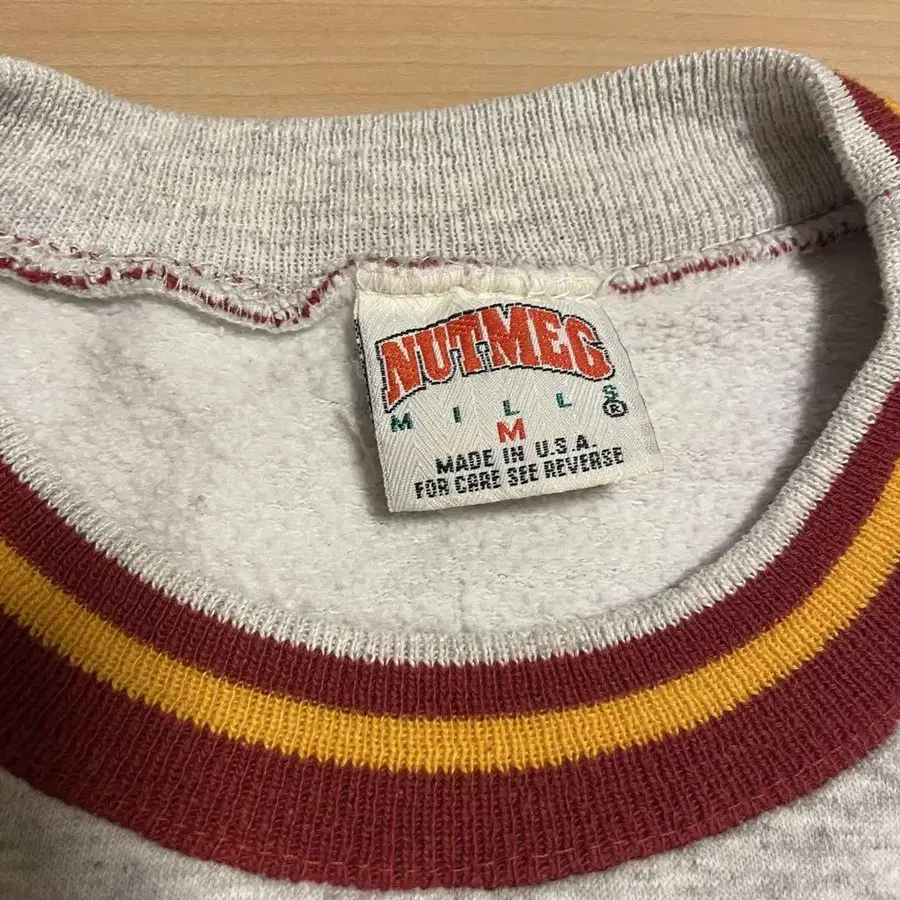 NUTMEG
MILLS ®
M
MADE IN U.S.A.
FOR CARE SEE REVERSE